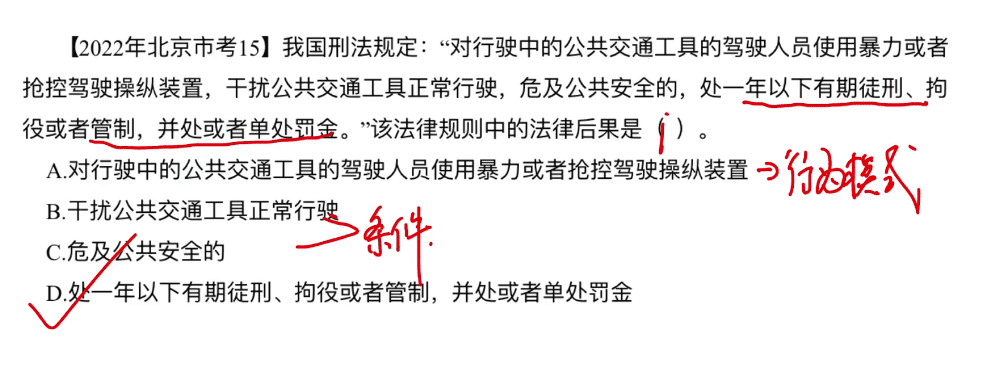 【2022年北京市考15】我国刑法规定：“对行驶中的公共交通工具的驾驶人员使用暴力或者
抢控驾驶操纵装置，干扰公共交通工具正常行驶，危及公共安全的，处一年以下有期徒刑、拘
役或者管制，并处或者单处罚金。”该法律规则中的法律后果是（ ）。
A.对行驶中的公共交通工具的驾驶人员使用暴力或者抢控驾驶操纵装置 →行为模式
B.干扰公共交通工具正常行驶
条件
C.危及公共安全的
D.处一年以下有期徒刑、拘役或者管制，并处或者单处罚金